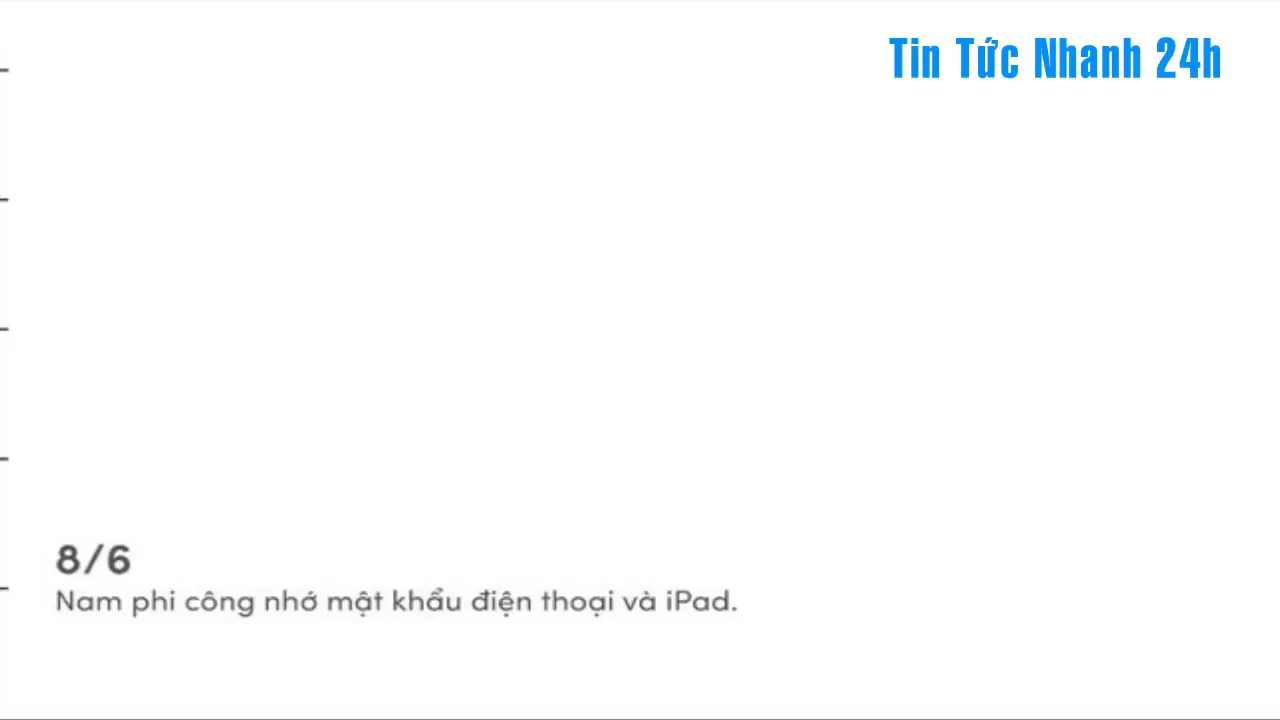 Tin Tức Nhanh 24h
8/6
Nam phi công nhớ mật khẩu điện thoại và iPad.